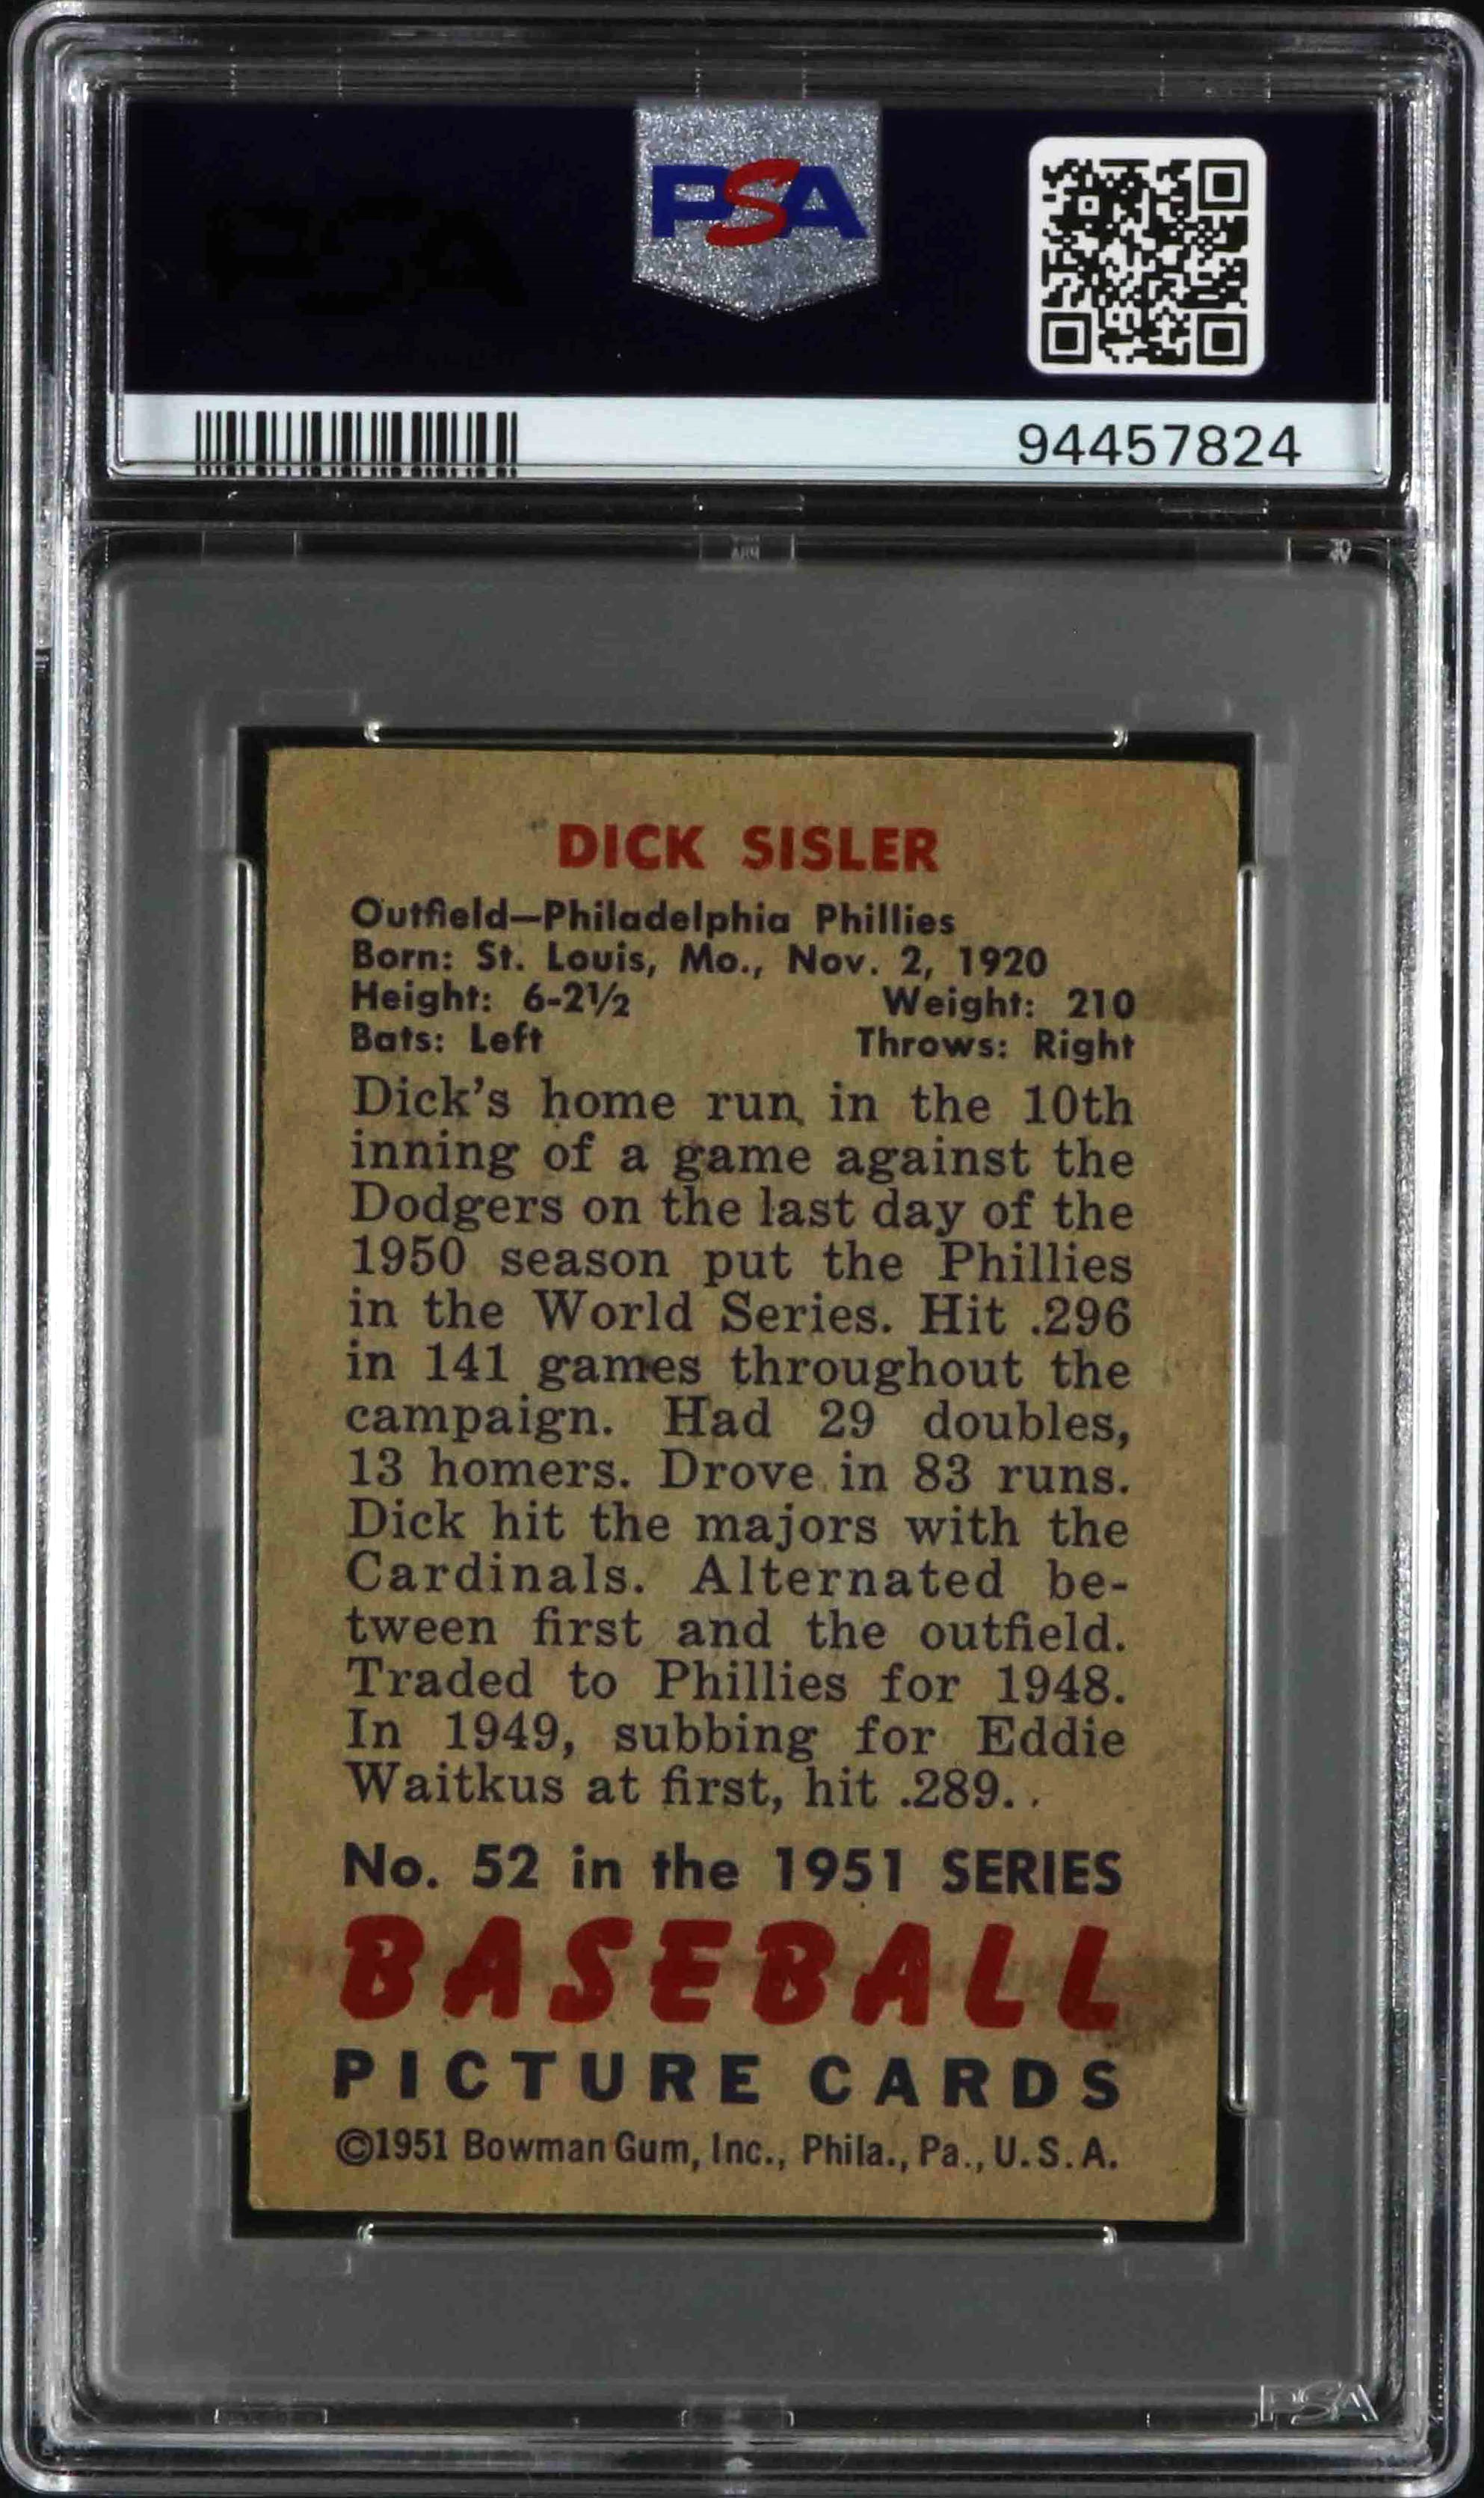 PSA
94457824
DICK SISLER
Outfield—Philadelphia Phillies
Born: St. Louis, Mo., Nov. 2, 1920
Height: 6-2½ Weight: 210
Bats: Left Throws: Right
Dick's home run in the 10th
inning of a game against the
Dodgers on the last day of the
1950 season put the Phillies
in the World Series. Hit .296
in 141 games throughout the
campaign. Had 29 doubles,
13 homers. Drove in 83 runs.
Dick hit the majors with the
Cardinals. Alternated be-
tween first and the outfield.
Traded to Phillies for 1948.
In 1949, subbing for Eddie
Waitkus at first, hit .289.
No. 52 in the 1951 SERIES
BASEBALL
PICTURE CARDS
©1951 Bowman Gum, Inc., Phila., Pa., U.S.A.
PSA